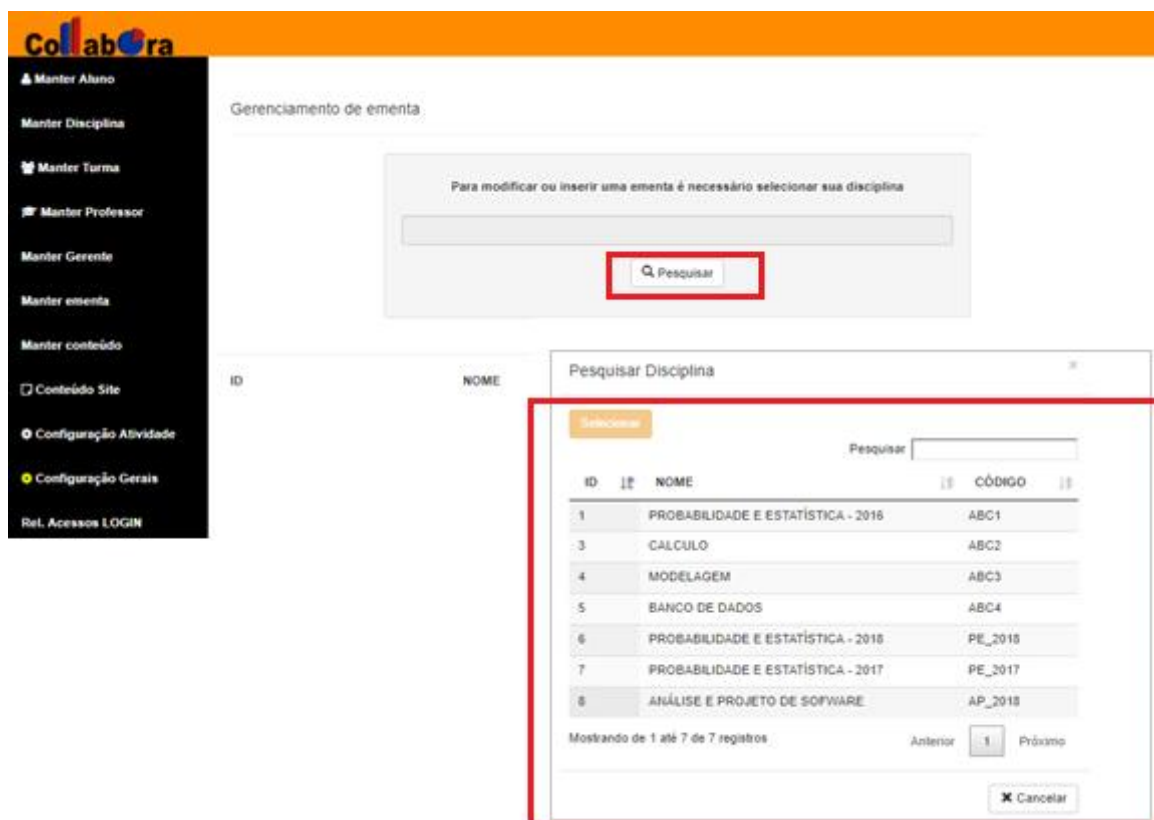 Collabora
Manter Aluno
Manter Disciplina
Manter Turma
Manter Professor
Manter Gerente
Manter ementa
Manter conteúdo
Conteúdo Site
Configuração Atividade
Configuração Gerais
Rel. Acessos LOGIN
Gerenciamento de ementa
Para modificar ou inserir uma ementa é necessário selecionar sua disciplina
Pesquisar
ID NOME
Pesquisar Disciplina ×
Selecionar
Pesquisar
ID NOME CÓDIGO
1 PROBABILIDADE E ESTATÍSTICA - 2016 ABC1
3 CALCULO ABC2
4 MODELAGEM ABC3
5 BANCO DE DADOS ABC4
6 PROBABILIDADE E ESTATÍSTICA - 2018 PE_2018
7 PROBABILIDADE E ESTATÍSTICA - 2017 PE_2017
8 ANÁLISE E PROJETO DE SOFWARE AP_2018
Mostrando de 1 até 7 de 7 registros Anterior 1 Próximo
Cancelar